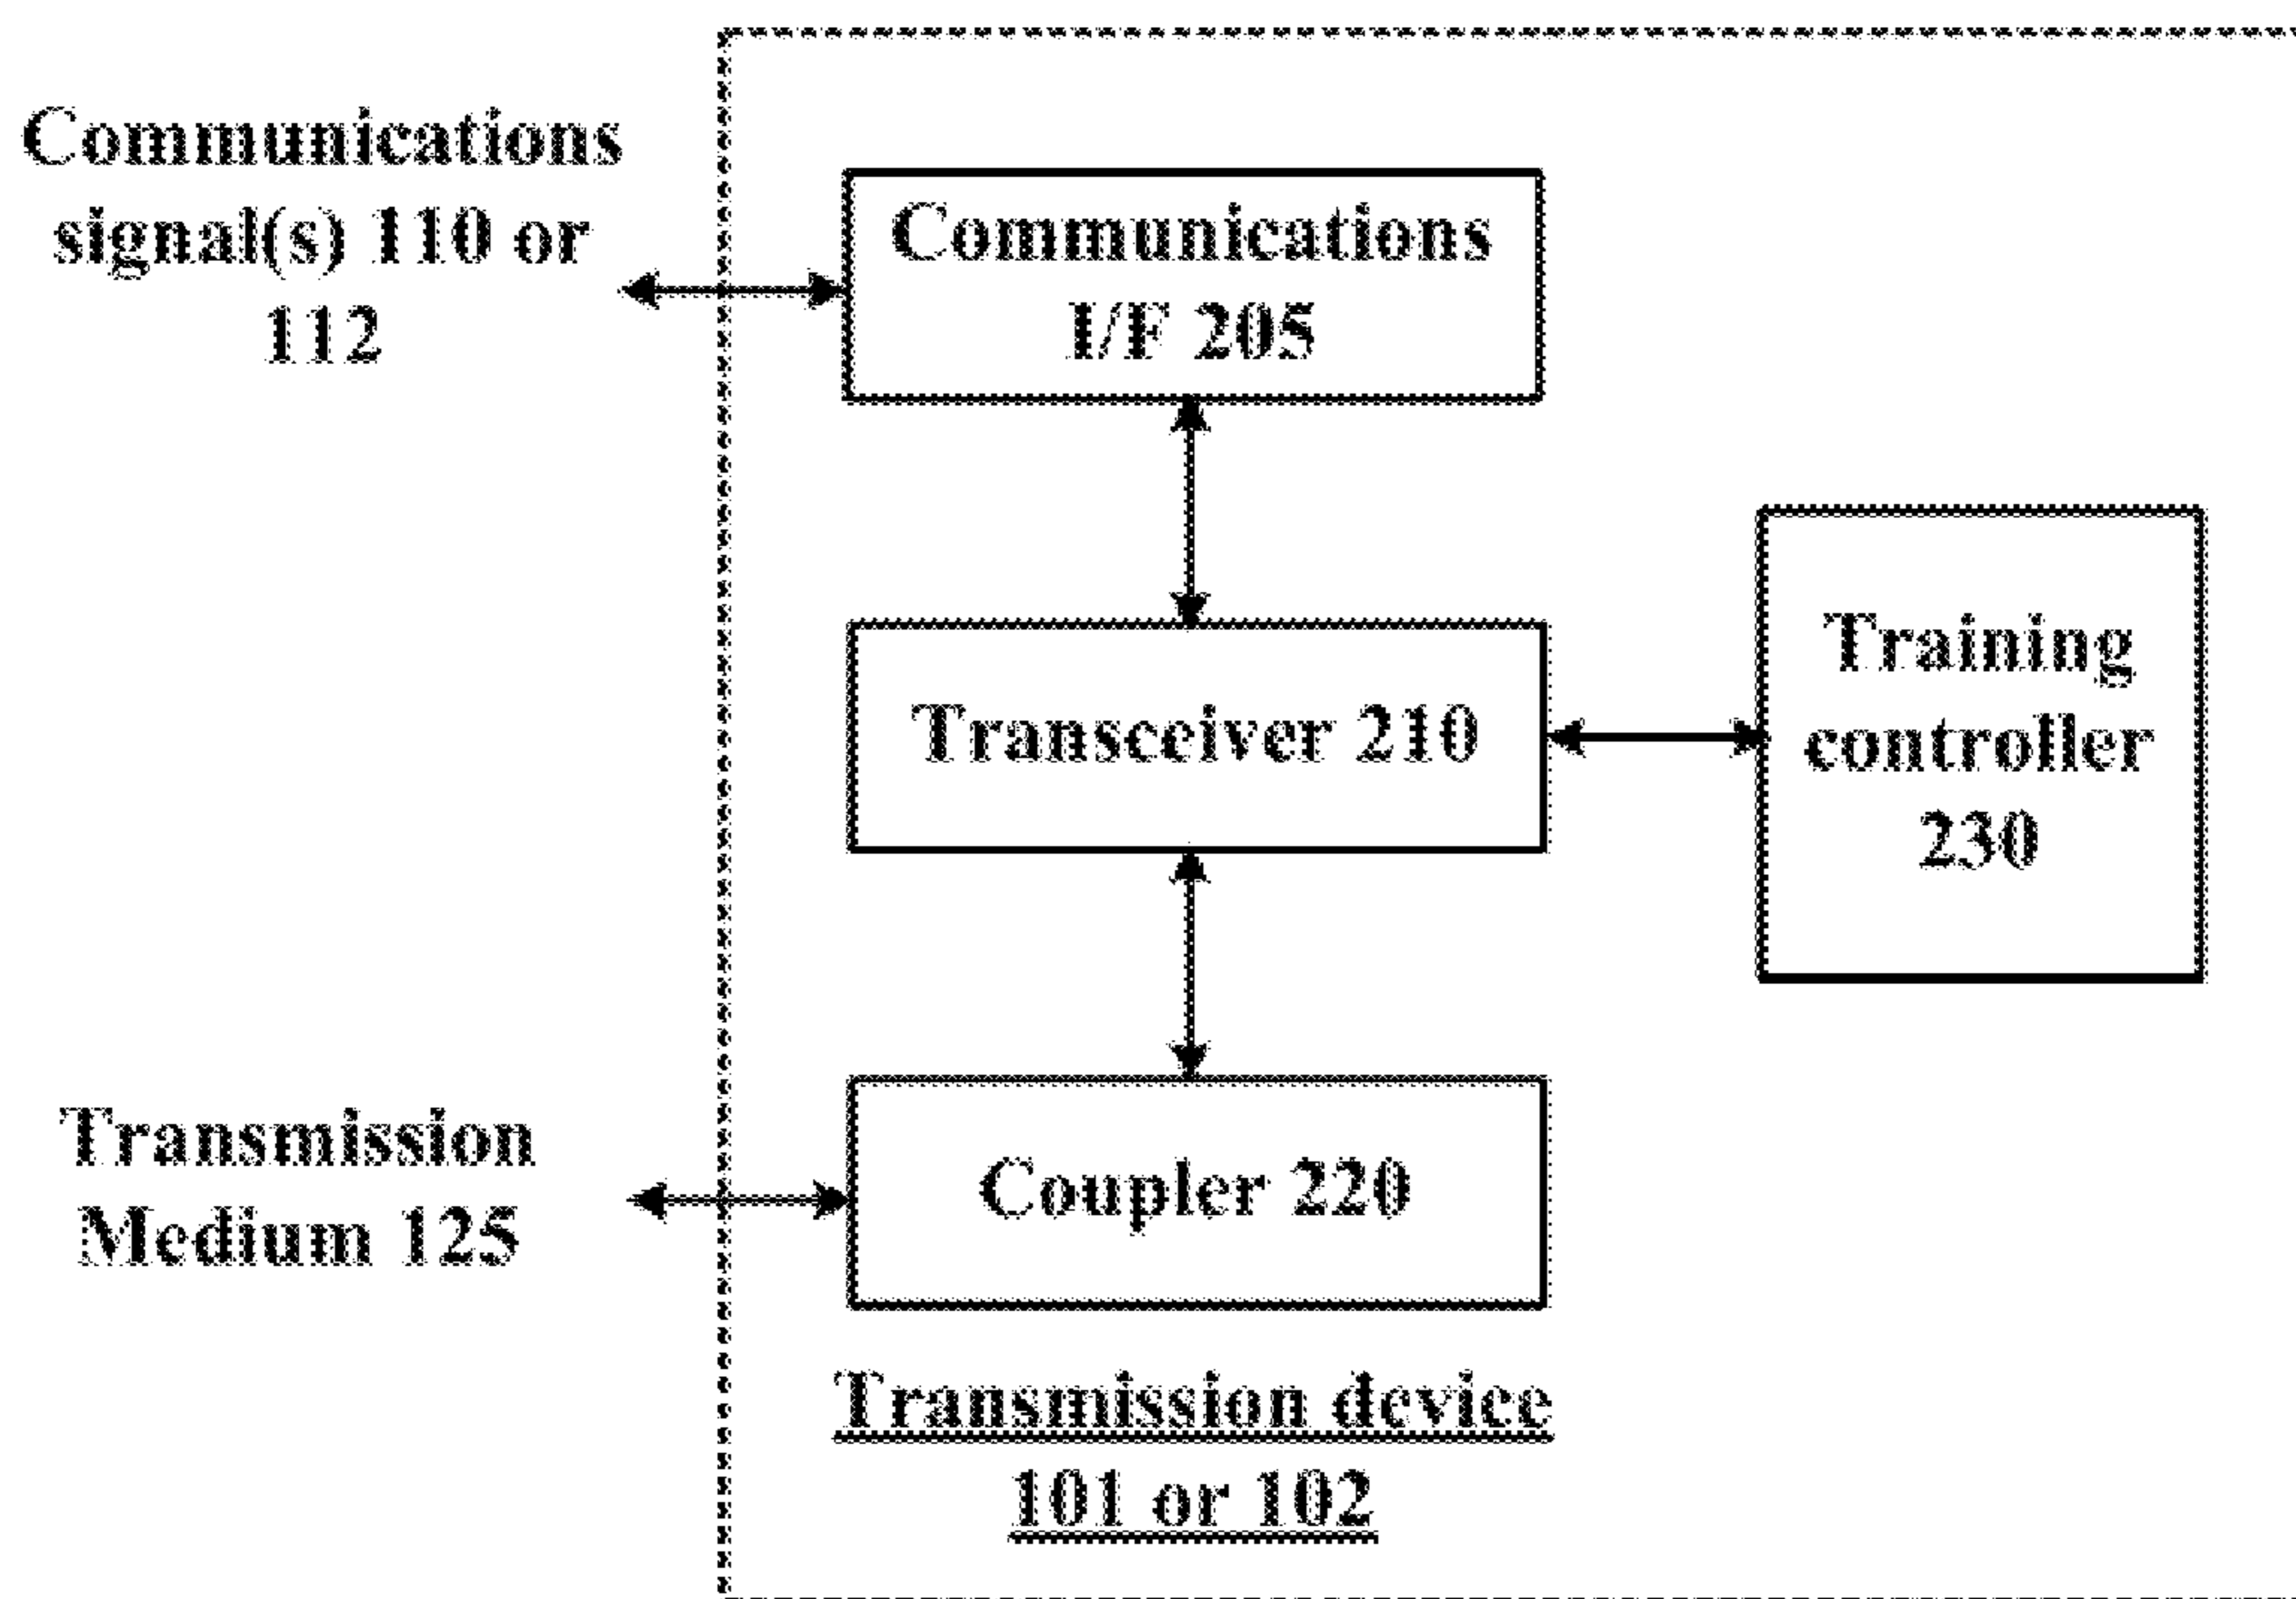 Communications
signal(s) 110 or
112
Communications
I/F 205
Transceiver 210
Training
controller
230
Transmission
Medium 125
Coupler 220
Transmission device
101 or 102